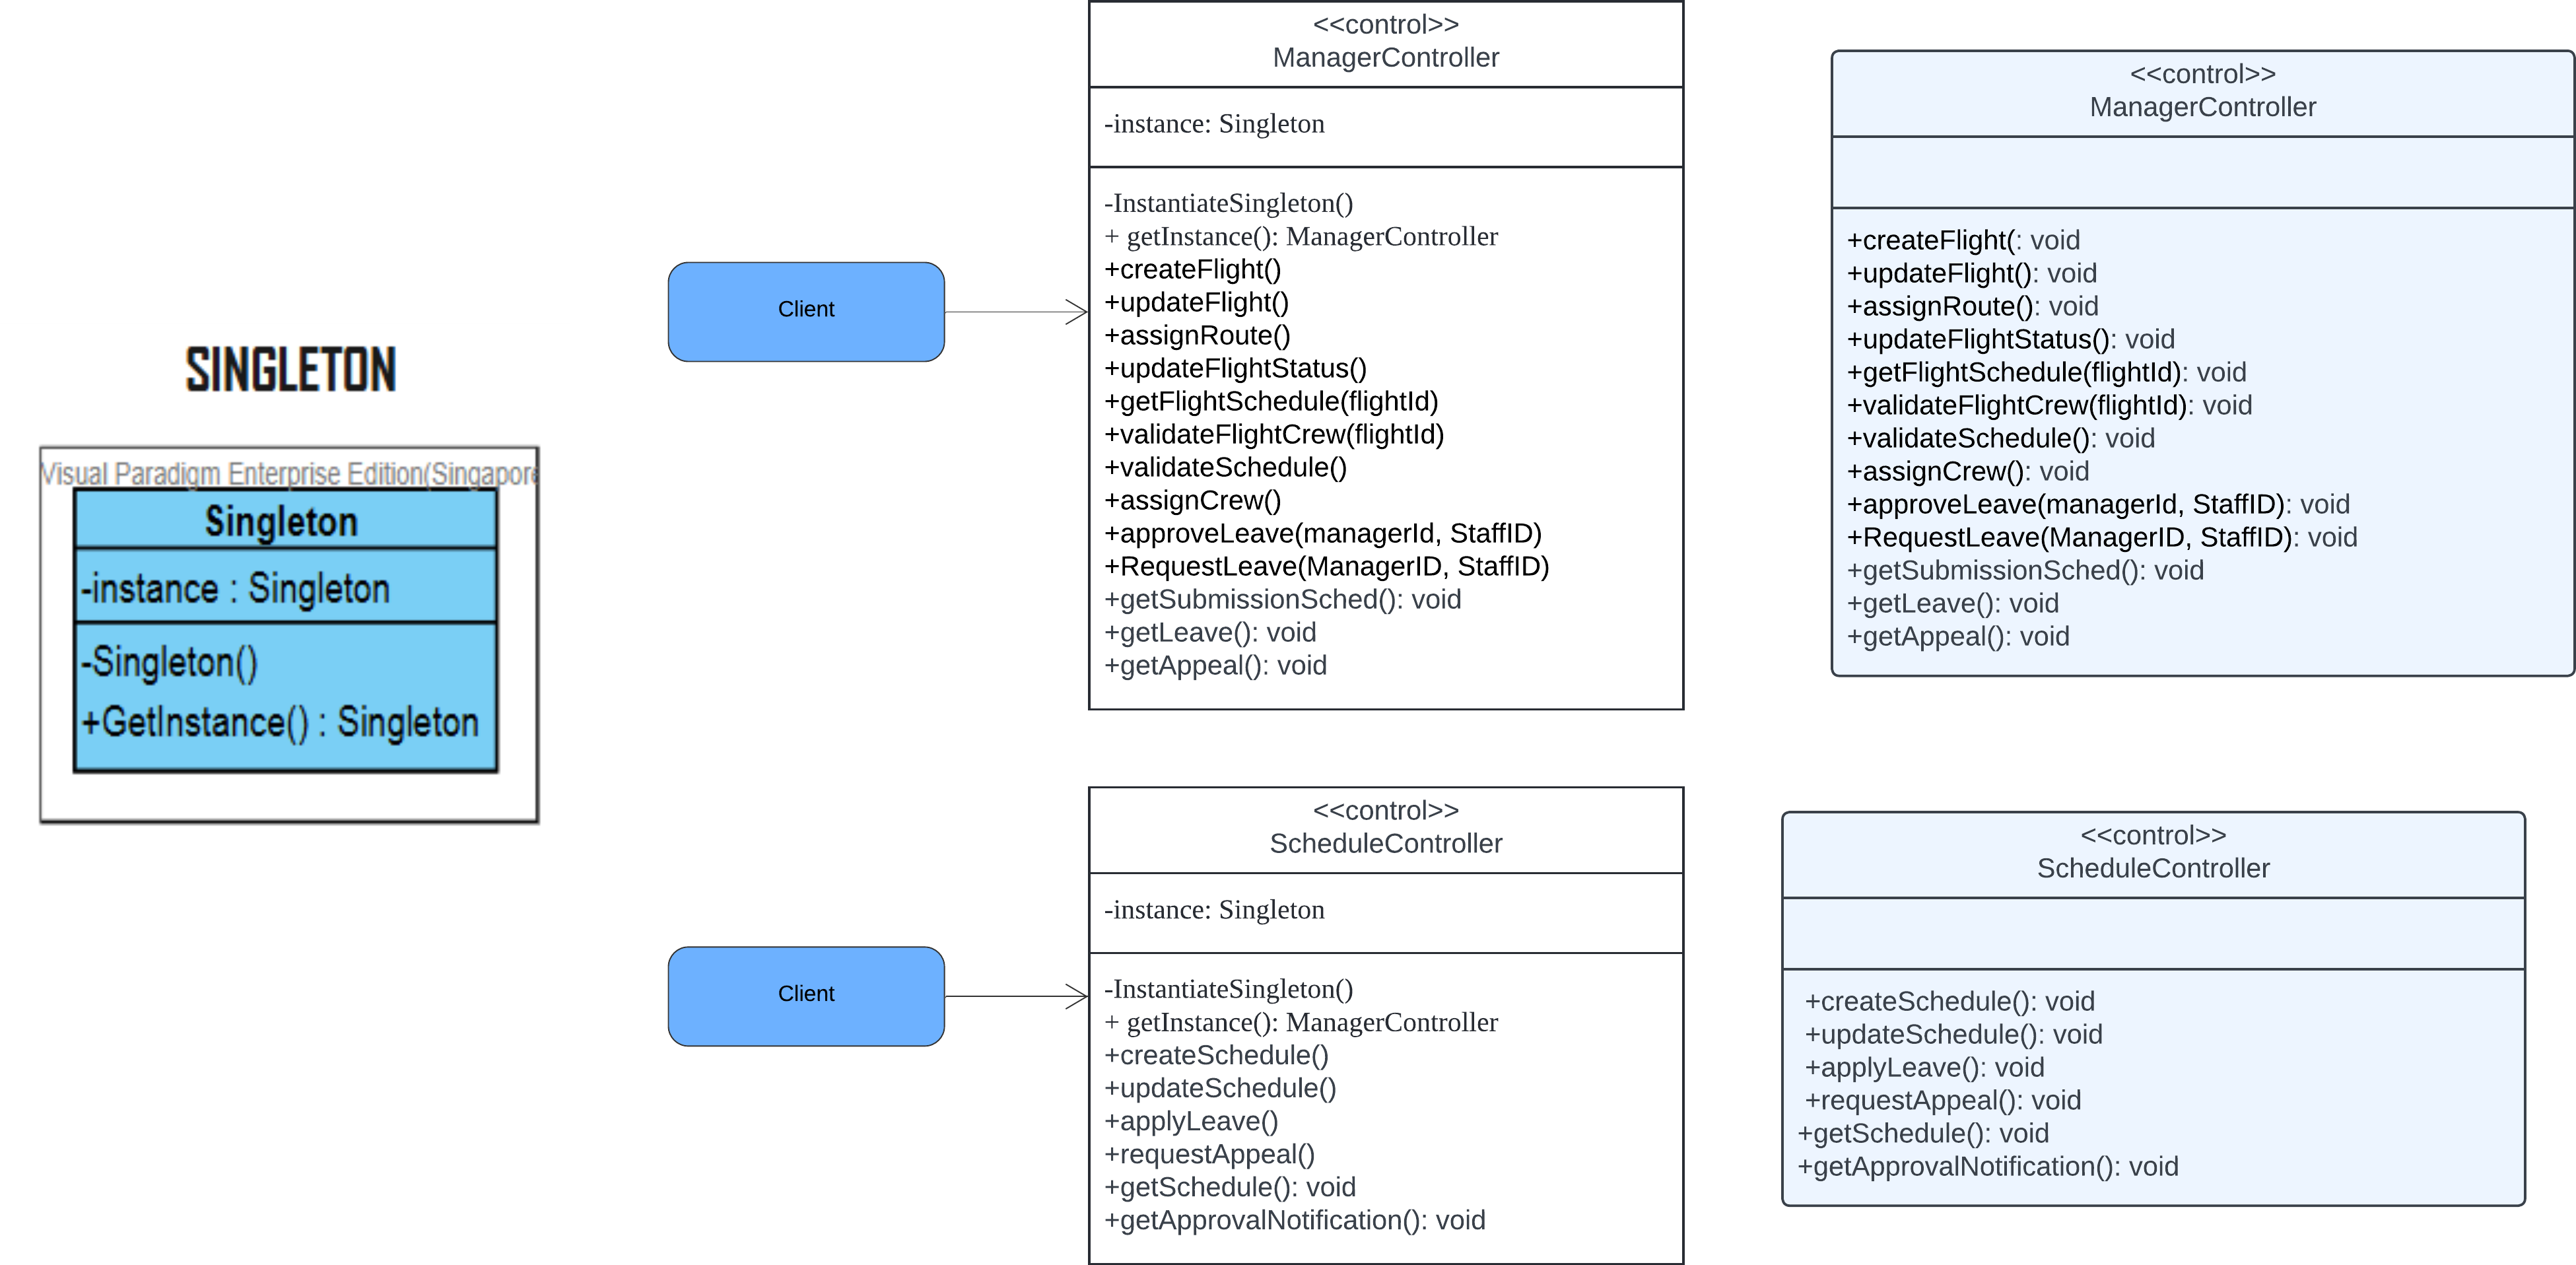 SINGLETON
Visual Paradigm Enterprise Edition(Singapore
Singleton
-instance : Singleton
-Singleton()
+GetInstance() : Singleton
Client
<<control>>
ManagerController
-instance: Singleton
-InstantiateSingleton()
+ getInstance(): ManagerController
+createFlight()
+updateFlight()
+assignRoute()
+updateFlightStatus()
+getFlightSchedule(flightId)
+validateFlightCrew(flightId)
+validateSchedule()
+assignCrew()
+approveLeave(managerId, StaffID)
+RequestLeave(ManagerID, StaffID)
+getSubmissionSched(): void
+getLeave(): void
+getAppeal(): void
<<control>>
ManagerController
+createFlight(: void
+updateFlight(): void
+assignRoute(): void
+updateFlightStatus(): void
+getFlightSchedule(flightId): void
+validateFlightCrew(flightId): void
+validateSchedule(): void
+assignCrew(): void
+approveLeave(managerId, StaffID): void
+RequestLeave(ManagerID, StaffID): void
+getSubmissionSched(): void
+getLeave(): void
+getAppeal(): void
Client
<<control>>
ScheduleController
-instance: Singleton
-InstantiateSingleton()
+ getInstance(): ManagerController
+createSchedule()
+updateSchedule()
+applyLeave()
+requestAppeal()
+getSchedule(): void
+getApprovalNotification(): void
<<control>>
ScheduleController
+createSchedule(): void
+updateSchedule(): void
+applyLeave(): void
+requestAppeal(): void
+getSchedule(): void
+getApprovalNotification(): void